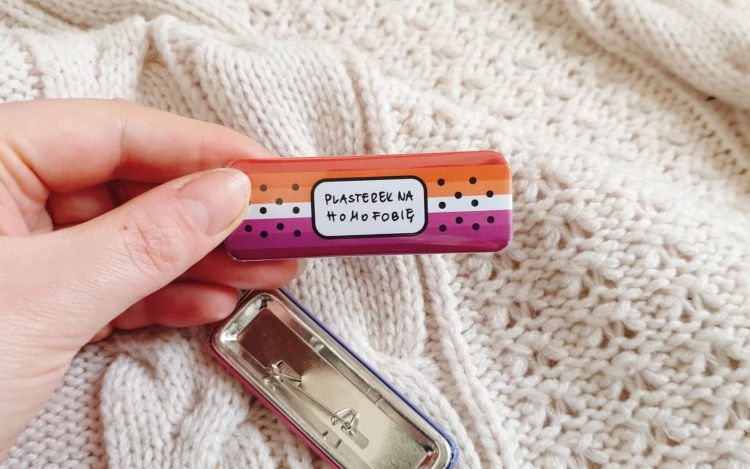 PLASTEREK NA
HOMOFOBIĘ